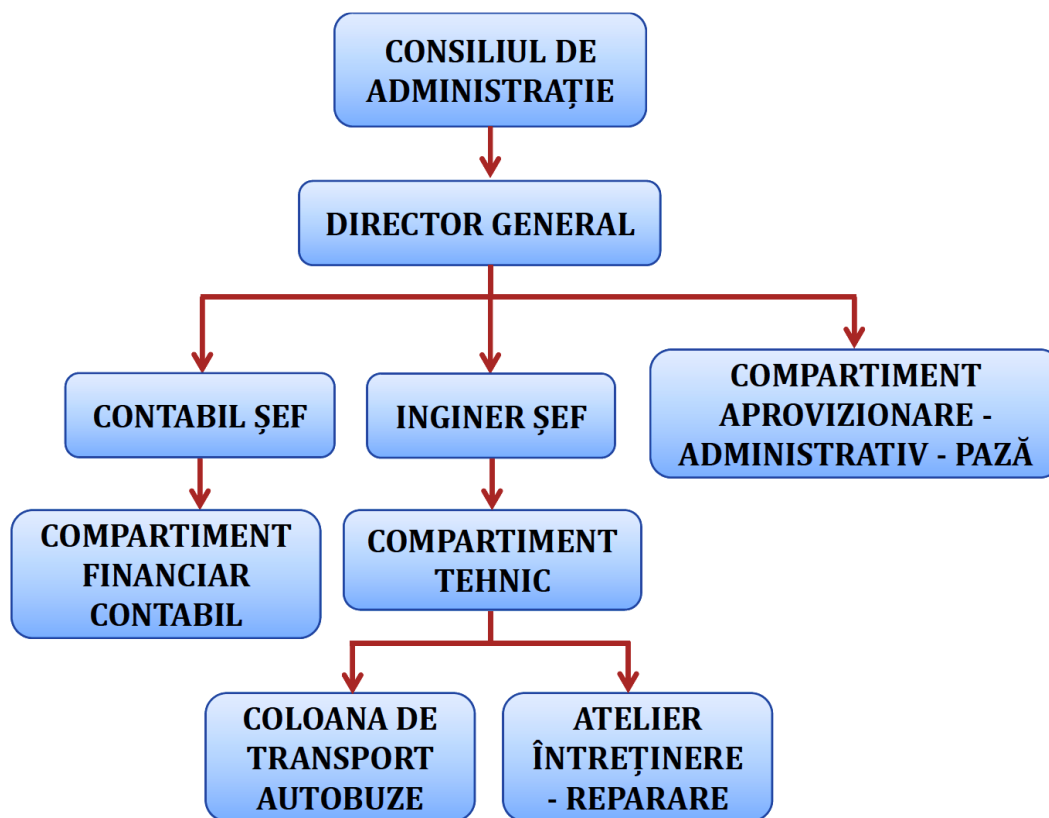 CONSILIUL DE
ADMINISTRAȚIE
DIRECTOR GENERAL
CONTABIL ȘEF
INGINER ȘEF
COMPARTIMENT
APROVIZIONARE -
ADMINISTRATIV - PAZĂ
COMPARTIMENT
FINANCIAR
CONTABIL
COMPARTIMENT
TEHNIC
COLOANA DE
TRANSPORT
AUTOBUZE
ATELIER
ÎNTREȚINERE
- REPARARE